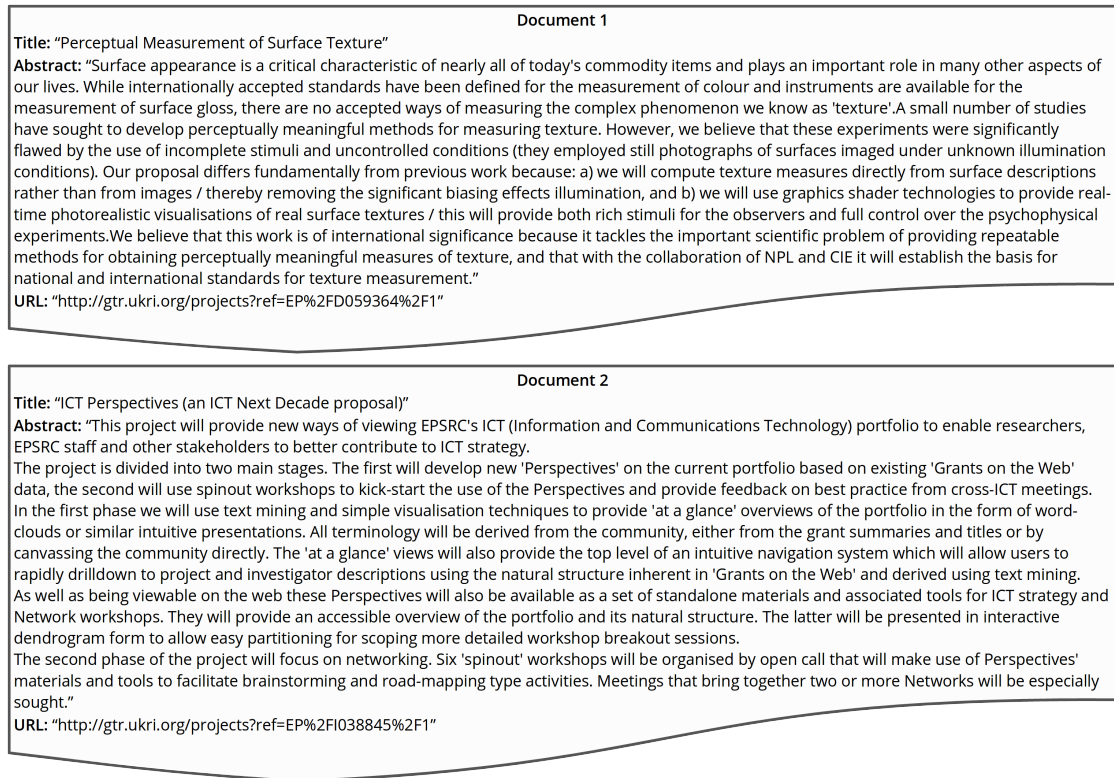 Document 1
Title: “Perceptual Measurement of Surface Texture”
Abstract: “Surface appearance is a critical characteristic of nearly all of today's commodity items and plays an important role in many other aspects of
our lives. While internationally accepted standards have been defined for the measurement of colour and instruments are available for the
measurement of surface gloss, there are no accepted ways of measuring the complex phenomenon we know as 'texture'.A small number of studies
have sought to develop perceptually meaningful methods for measuring texture. However, we believe that these experiments were significantly
flawed by the use of incomplete stimuli and uncontrolled conditions (they employed still photographs of surfaces imaged under unknown illumination
conditions). Our proposal differs fundamentally from previous work because: a) we will compute texture measures directly from surface descriptions
rather than from images / thereby removing the significant biasing effects illumination, and b) we will use graphics shader technologies to provide real-
time photorealistic visualisations of real surface textures / this will provide both rich stimuli for the observers and full control over the psychophysical
experiments.We believe that this work is of international significance because it tackles the important scientific problem of providing repeatable
methods for obtaining perceptually meaningful measures of texture, and that with the collaboration of NPL and CIE it will establish the basis for
national and international standards for texture measurement.”
URL: “http://gtr.ukri.org/projects?ref=EP%2FD059364%2F1”
Document 2
Title: “ICT Perspectives (an ICT Next Decade proposal)”
Abstract: “This project will provide new ways of viewing EPSRC's ICT (Information and Communications Technology) portfolio to enable researchers,
EPSRC staff and other stakeholders to better contribute to ICT strategy.
The project is divided into two main stages. The first will develop new 'Perspectives' on the current portfolio based on existing 'Grants on the Web'
data, the second will use spinout workshops to kick-start the use of the Perspectives and provide feedback on best practice from cross-ICT meetings.
In the first phase we will use text mining and simple visualisation techniques to provide 'at a glance' overviews of the portfolio in the form of word-
clouds or similar intuitive presentations. All terminology will be derived from the community, either from the grant summaries and titles or by
canvassing the community directly. The 'at a glance' views will also provide the top level of an intuitive navigation system which will allow users to
rapidly drilldown to project and investigator descriptions using the natural structure inherent in 'Grants on the Web' and derived using text mining.
As well as being viewable on the web these Perspectives will also be available as a set of standalone materials and associated tools for ICT strategy and
Network workshops. They will provide an accessible overview of the portfolio and its natural structure. The latter will be presented in interactive
dendrogram form to allow easy partitioning for scoping more detailed workshop breakout sessions.
The second phase of the project will focus on networking. Six 'spinout' workshops will be organised by open call that will make use of Perspectives'
materials and tools to facilitate brainstorming and road-mapping type activities. Meetings that bring together two or more Networks will be especially
sought.”
URL: “http://gtr.ukri.org/projects?ref=EP%2FI038845%2F1”